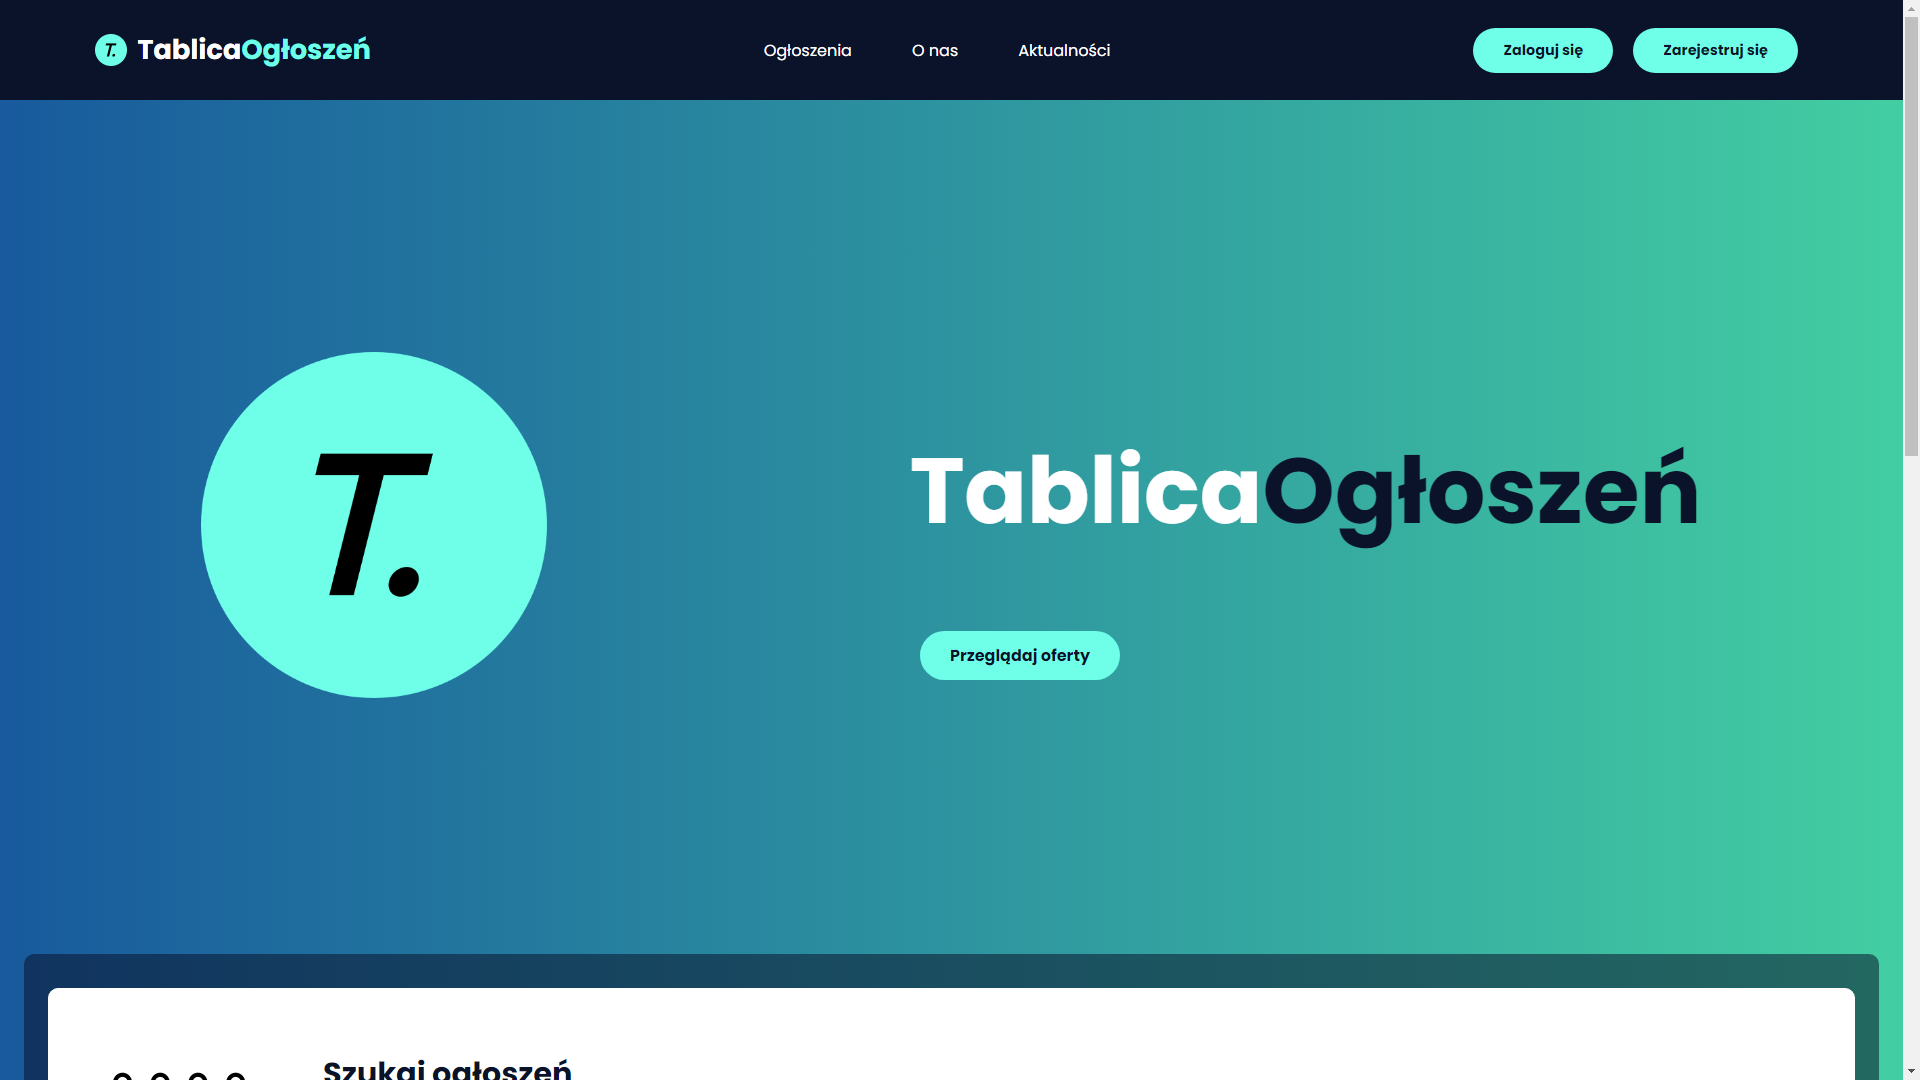 T. TablicaOgłoszeń
Ogłoszenia O nas Aktualności
Zaloguj się Zarejestruj się
T.
TablicaOgłoszeń
Przeglądaj oferty
Szukaj ogłoszeń